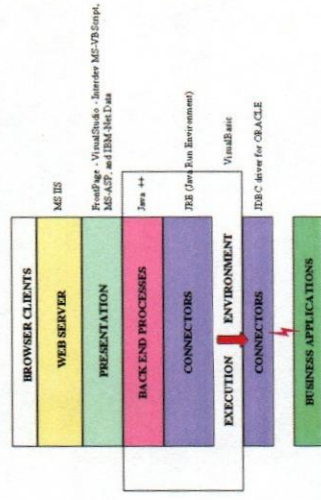 BROWSER CLIENTS
WEB SERVER
MS IIS
PRESENTATION
FrontPage - VisualStudio - Interdev MS-VBScript,
MS-ASP, and IBM-Net.Data
BACK END PROCESSES
Java ++
CONNECTORS
JRE (Java Run Environment)
EXECUTION ENVIRONMENT
VisualBasic
CONNECTORS
JDBC driver for ORACLE
BUSINESS APPLICATIONS